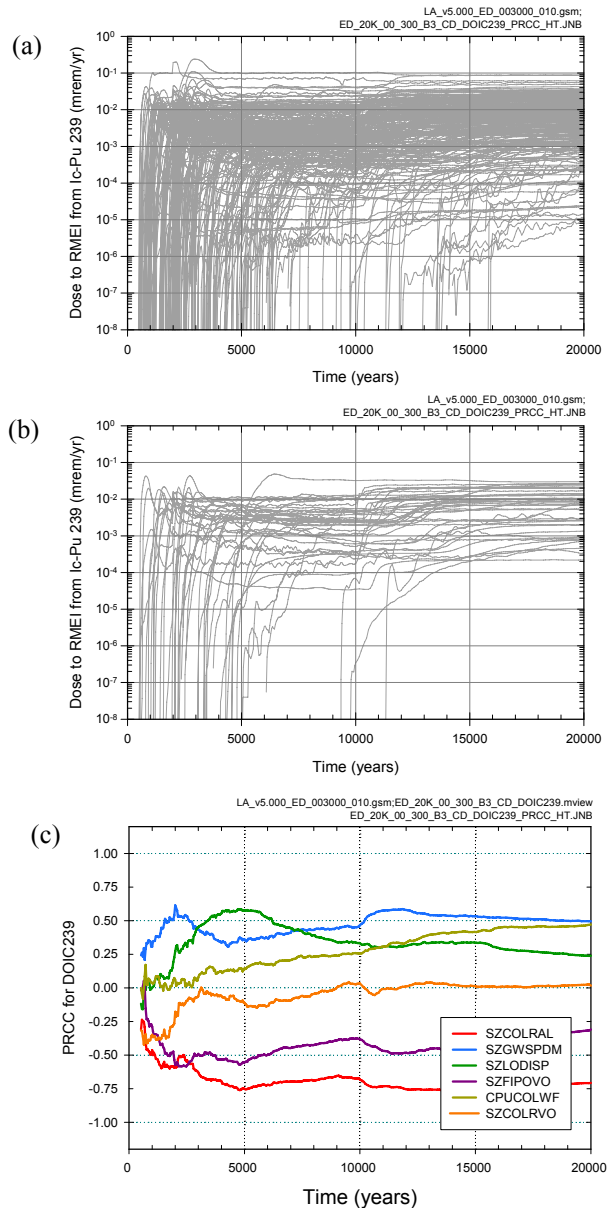 (a)
LA_v5.000_ED_003000_010.gsm;
ED_20K_00_300_B3_CD_DOIC239_PRCC_HT.JNB
Dose to RMEI from Ic-Pu 239 (mrem/yr)
10^0
10^-1
10^-2
10^-3
10^-4
10^-5
10^-6
10^-7
10^-8
0 5000 10000 15000 20000
Time (years)
(b)
LA_v5.000_ED_003000_010.gsm;
ED_20K_00_300_B3_CD_DOIC239_PRCC_HT.JNB
Dose to RMEI from Ic-Pu 239 (mrem/yr)
10^0
10^-1
10^-2
10^-3
10^-4
10^-5
10^-6
10^-7
10^-8
0 5000 10000 15000 20000
Time (years)
(c)
LA_v5.000_ED_003000_010.gsm;ED_20K_00_300_B3_CD_DOIC239.mview
ED_20K_00_300_B3_CD_DOIC239_PRCC_HT.JNB
PRCC for DOIC239
1.00
0.75
0.50
0.25
0.00
-0.25
-0.50
-0.75
-1.00
SZCOLRAL
SZGWSPDM
SZLODISP
SZFIPOVO
CPUCOLWF
SZCOLRVO
0 5000 10000 15000 20000
Time (years)